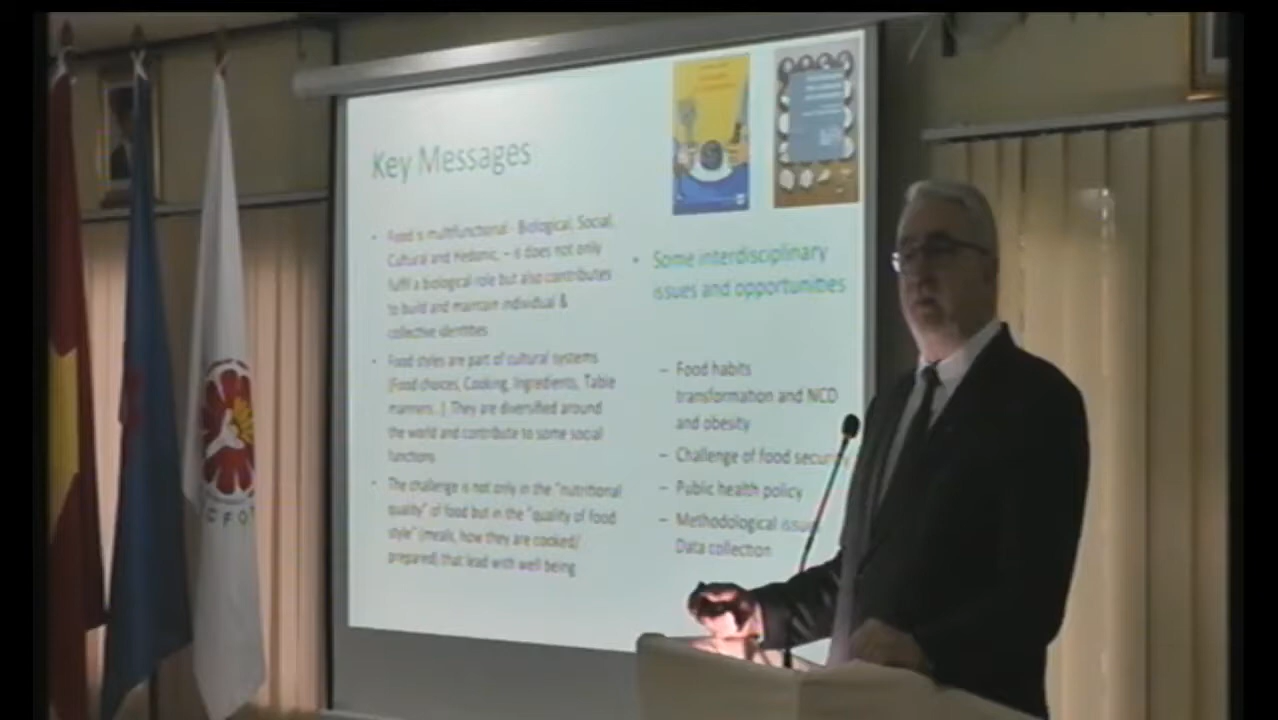 Key Messages
Food is multifunctional - Biological, Social,
Cultural and Hedonic, – is does not only
fulfil a biological role but also contributes
to build and maintain individual &
collective identities
Food styles are part of cultural systems
(Food choices, Cooking, Ingredients, Table
manners..) They are diversified around
the world and contribute to some social
functions
The challenge is not only in the "nutritional
quality" of food but in the "quality of food
style" (meals, how they are cooked/
prepared) that lead with well being
Some interdisciplinary
issues and opportunities
– Food habits
transformation and NCD
and obesity
– Challenge of food security
– Public health policy
– Methodological issues
Data collection